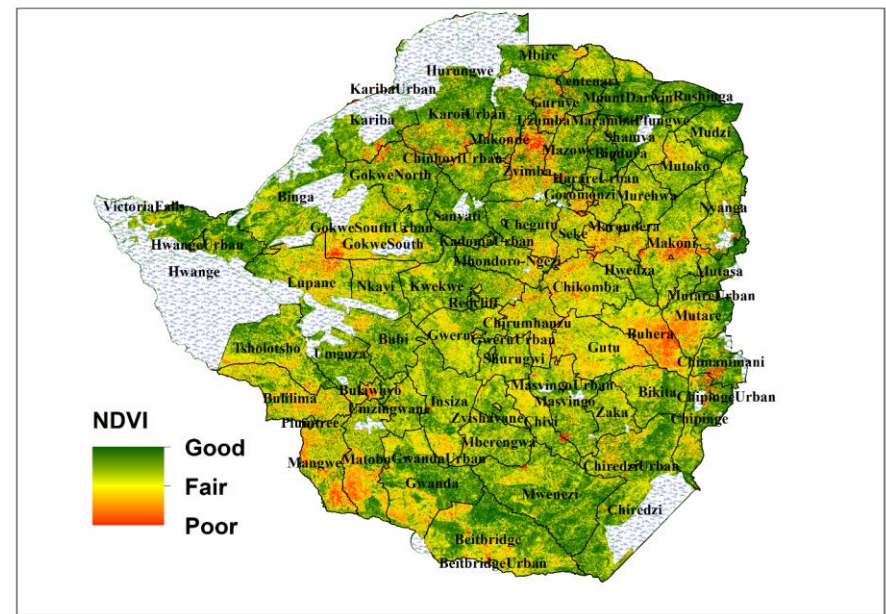 Mbire
Hurungwe
Centenary
KaribaUrban
MountDarwin
Rushinga
Guruve
Kariba
KaroiUrban
Uzumba
MarambaPfungwe
Mudzi
Makonde
Shamva
Mazowe
Bindura
ChinhoyiUrban
Mutoko
Zvimba
GokweNorth
HarareUrban
Binga
Goromonzi
Murehwa
VictoriaFalls
Sanyati
Nyanga
GokweSouthUrban
Chegutu
Marondera
Seke
HwangeUrban
GokweSouth
KadomaUrban
Makoni
Hwange
Mhondoro-Ngezi
Hwedza
Mutasa
Lupane
Nkayi
Kwekwe
Chikomba
MutareUrban
Redcliff
Mutare
Chirumhanzu
Buhera
Tsholotsho
Bubi
Gweru
GweruUrban
Gutu
Umguza
Shurugwi
Chimanimani
Bulilima
Bulawayo
MasvingoUrban
Bikita
ChipingeUrban
Umzingwane
Insiza
Masvingo
Zaka
Plumtree
Zvishavane
Chivi
Chipinge
Mberengwa
Mangwe
Matobo
GwandaUrban
ChiredziUrban
Gwanda
Mwenezi
Chiredzi
Beitbridge
BeitbridgeUrban
NDVI
Good
Fair
Poor